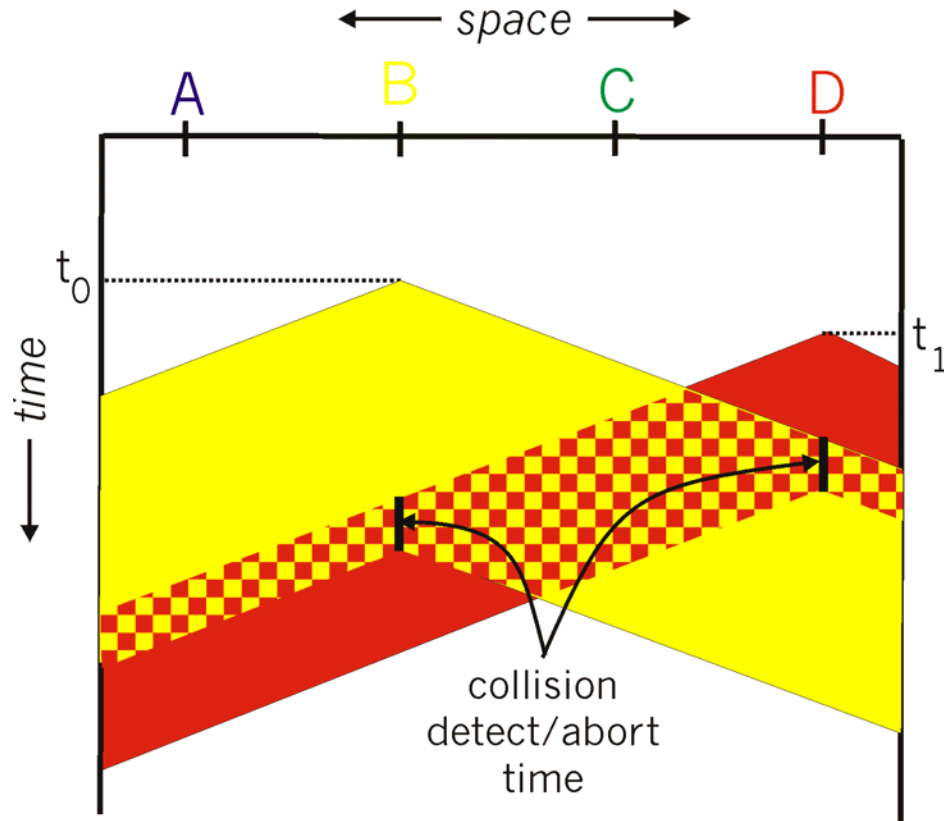 space
A B C D
t₀
t₁
time
collision
detect/abort
time